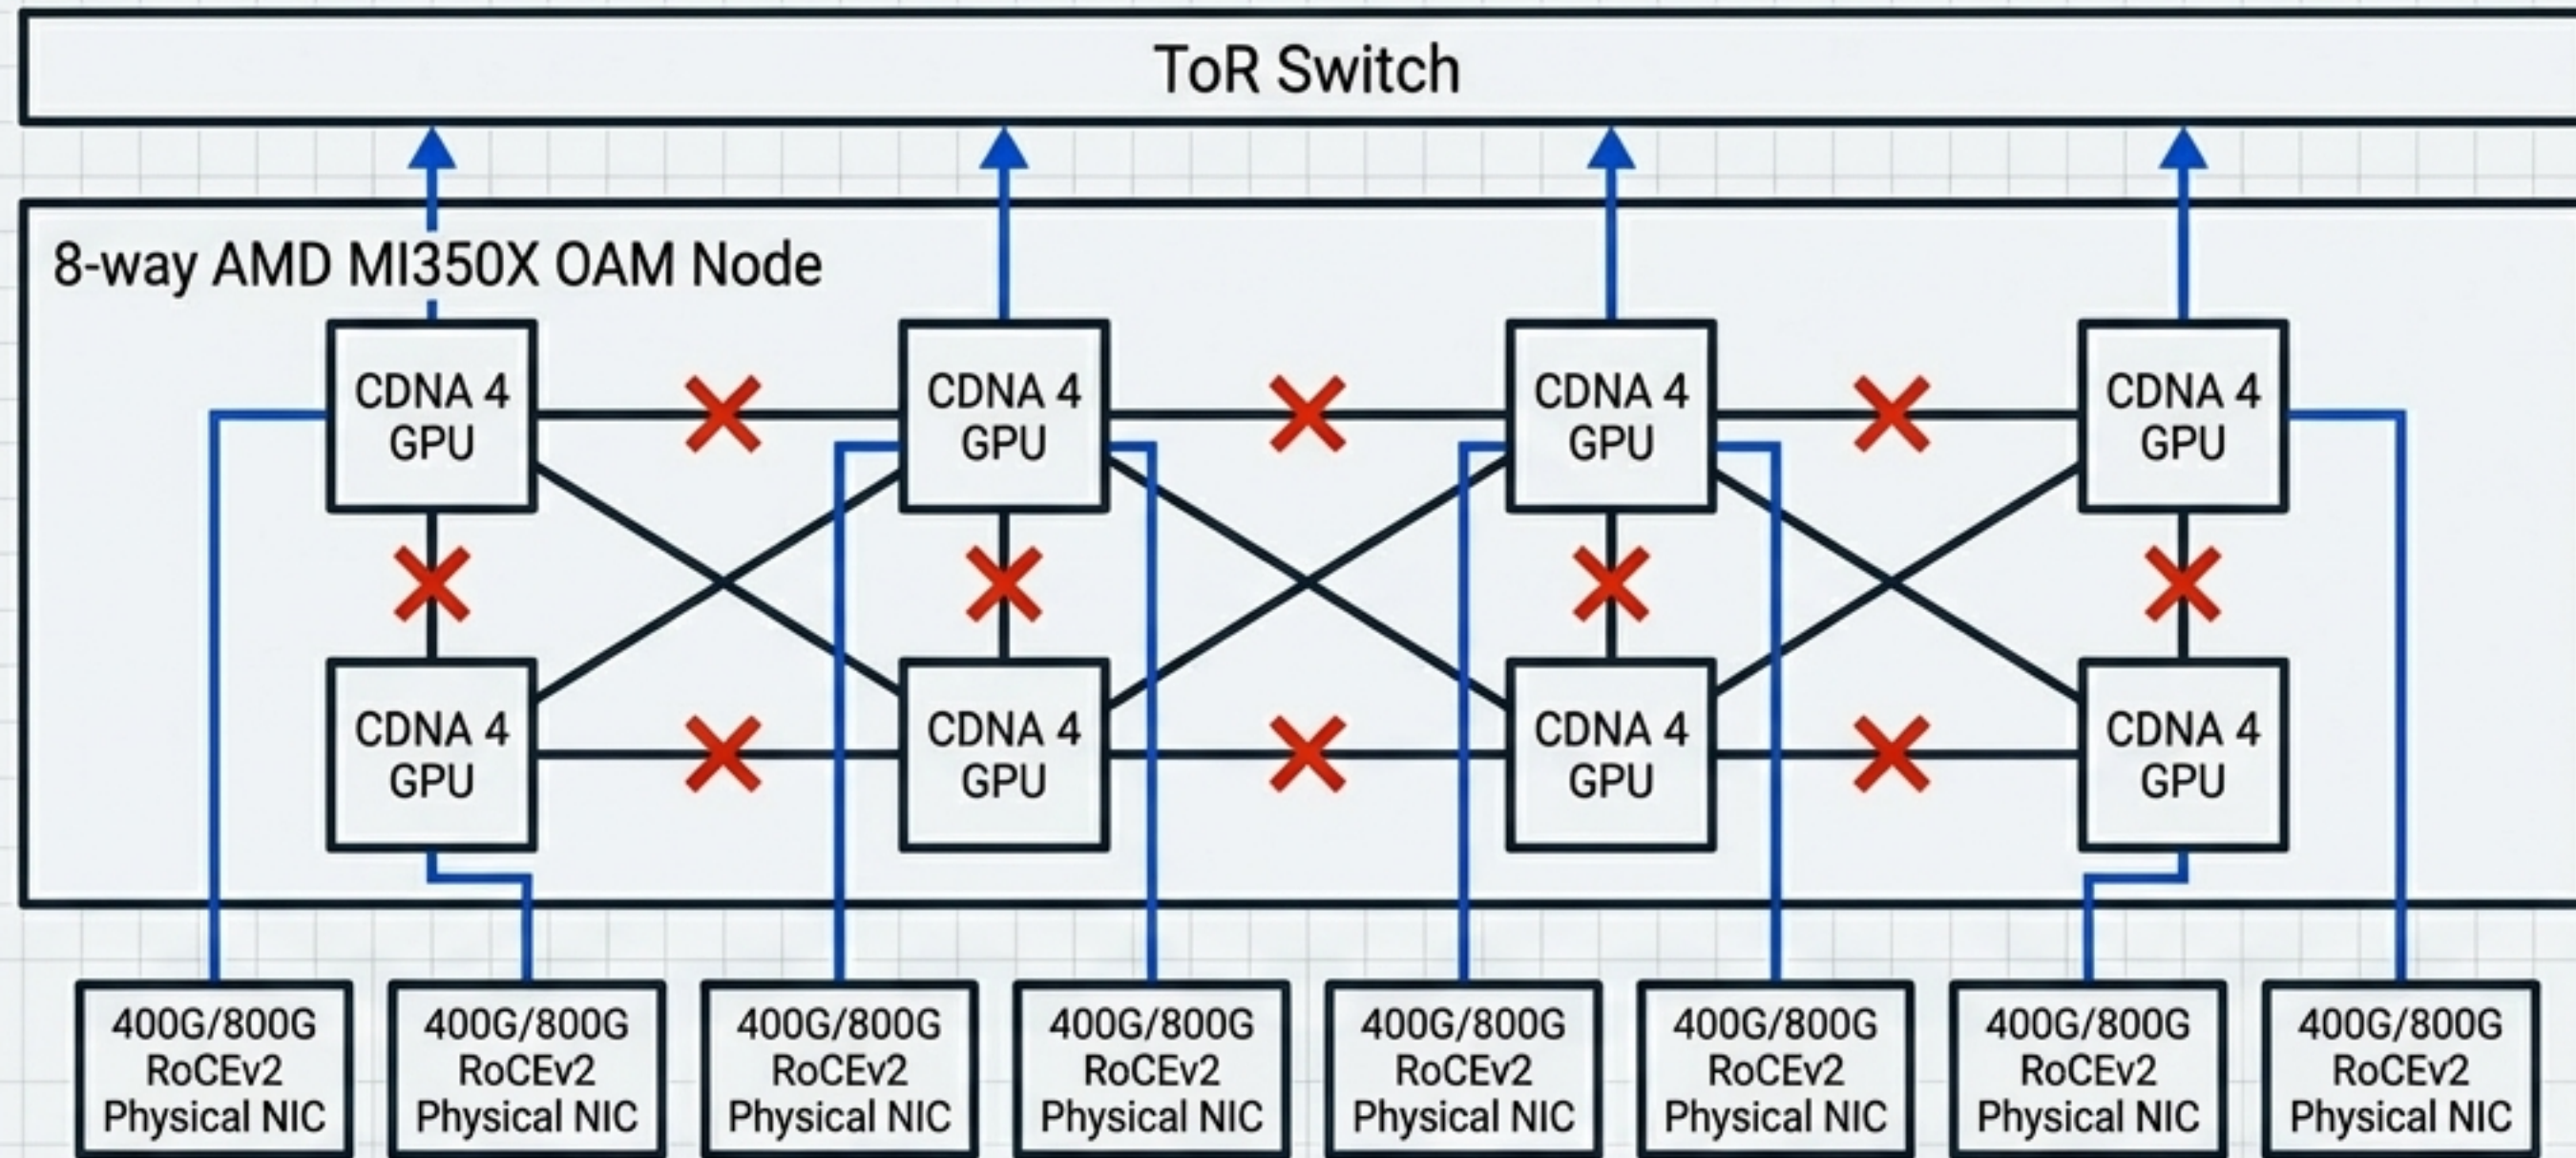 ToR Switch
8-way AMD MI350X OAM Node
CDNA 4
GPU
CDNA 4
GPU
CDNA 4
GPU
CDNA 4
GPU
CDNA 4
GPU
CDNA 4
GPU
CDNA 4
GPU
CDNA 4
GPU
400G/800G
RoCEv2
Physical NIC
400G/800G
RoCEv2
Physical NIC
400G/800G
RoCEv2
Physical NIC
400G/800G
RoCEv2
Physical NIC
400G/800G
RoCEv2
Physical NIC
400G/800G
RoCEv2
Physical NIC
400G/800G
RoCEv2
Physical NIC
400G/800G
RoCEv2
Physical NIC